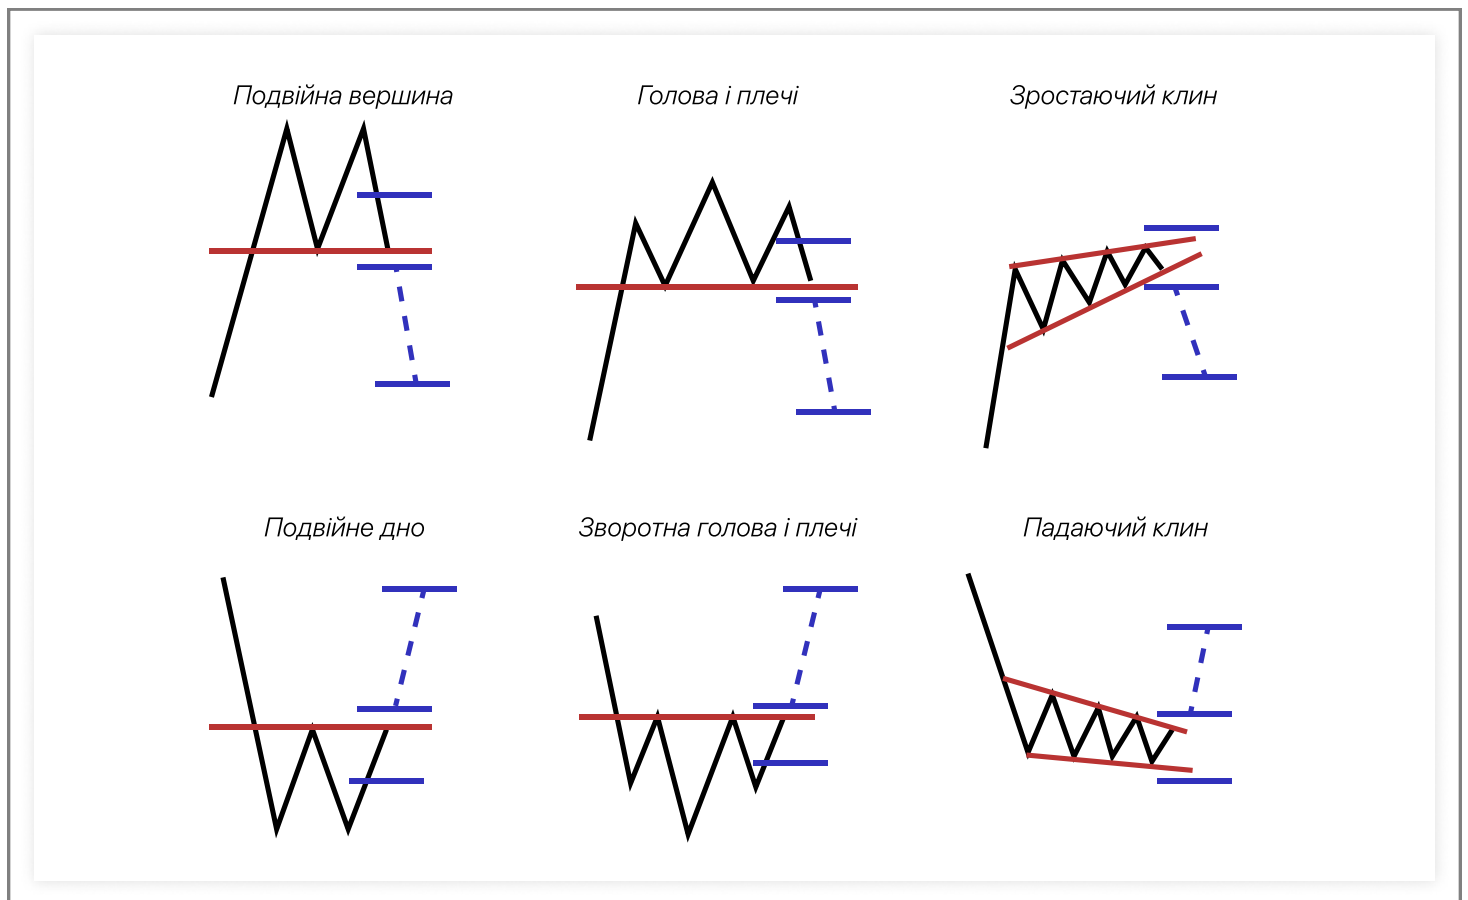 Подвійна вершина
Голова і плечі
Зростаючий клин
Подвійне дно
Зворотна голова і плечі
Падаючий клин